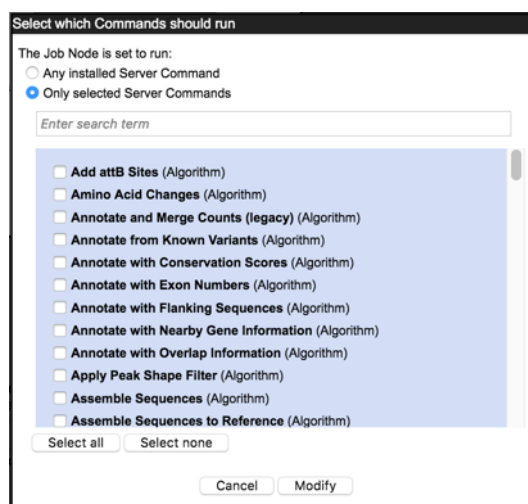 Select which Commands should run
The Job Node is set to run:
Any installed Server Command
Only selected Server Commands
Enter search term
Add attB Sites (Algorithm)
Amino Acid Changes (Algorithm)
Annotate and Merge Counts (legacy) (Algorithm)
Annotate from Known Variants (Algorithm)
Annotate with Conservation Scores (Algorithm)
Annotate with Exon Numbers (Algorithm)
Annotate with Flanking Sequences (Algorithm)
Annotate with Nearby Gene Information (Algorithm)
Annotate with Overlap Information (Algorithm)
Apply Peak Shape Filter (Algorithm)
Assemble Sequences (Algorithm)
Assemble Sequences to Reference (Algorithm)
Select all Select none
Cancel Modify